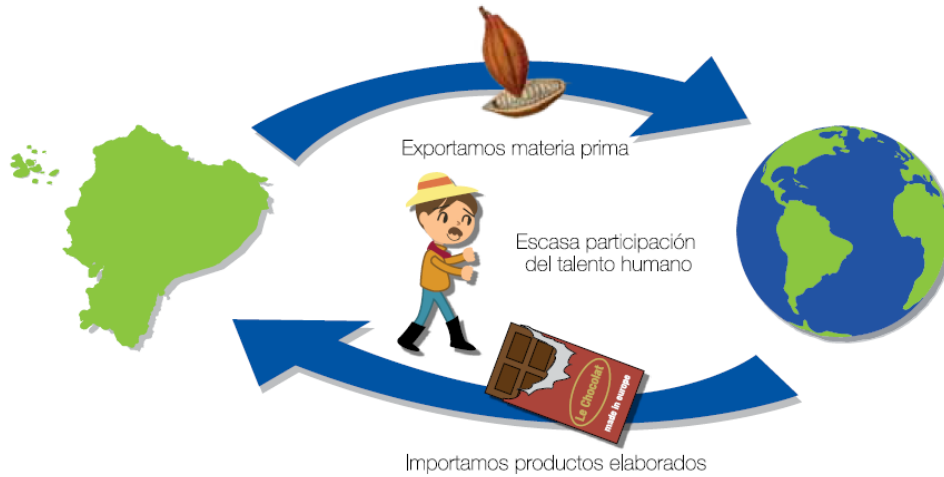 Exportamos materia prima
Escasa participación
del talento humano
Le Chocolat
made in europe
Importamos productos elaborados